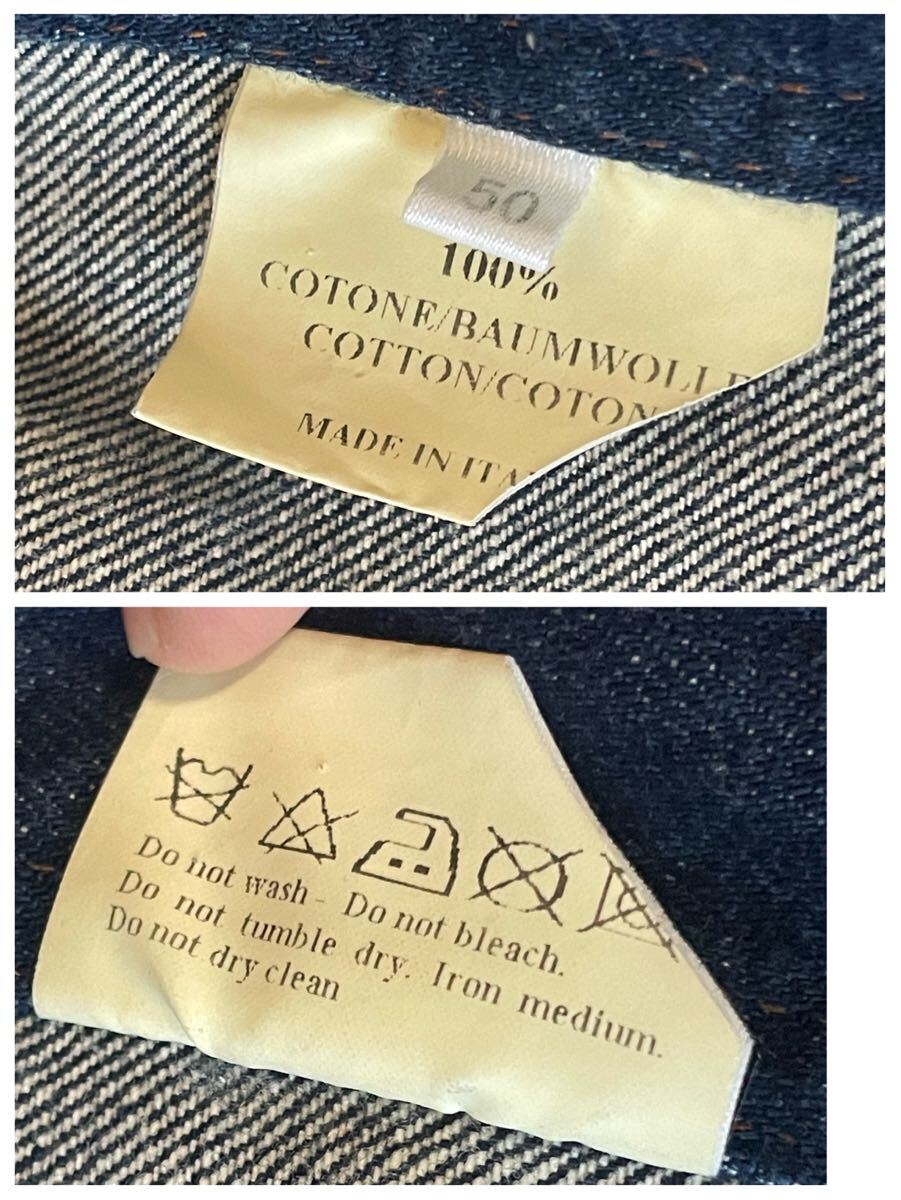 50
100%
COTONE/BAUMWOLLE
COTTON/COTON
MADE IN ITA
Do not wash - Do not bleach.
Do not tumble dry. Iron medium.
Do not dry clean